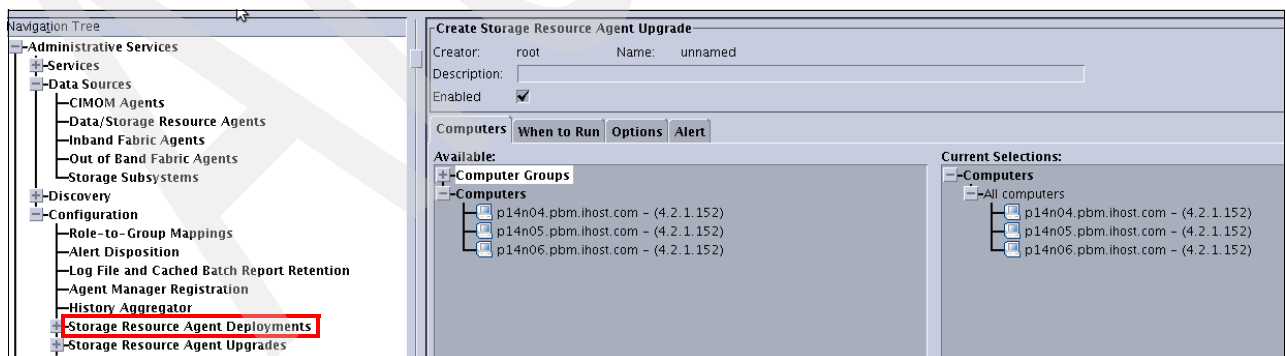 Navigation Tree
Administrative Services
Services
Data Sources
CIMOM Agents
Data/Storage Resource Agents
Inband Fabric Agents
Out of Band Fabric Agents
Storage Subsystems
Discovery
Configuration
Role-to-Group Mappings
Alert Disposition
Log File and Cached Batch Report Retention
Agent Manager Registration
History Aggregator
Storage Resource Agent Deployments
Storage Resource Agent Upgrades
Create Storage Resource Agent Upgrade
Creator: root Name: unnamed
Description:
Enabled
Computers When to Run Options Alert
Available:
Computer Groups
Computers
p14n04.pbm.ihost.com - (4.2.1.152)
p14n05.pbm.ihost.com - (4.2.1.152)
p14n06.pbm.ihost.com - (4.2.1.152)
Current Selections:
Computers
All computers
p14n04.pbm.ihost.com - (4.2.1.152)
p14n05.pbm.ihost.com - (4.2.1.152)
p14n06.pbm.ihost.com - (4.2.1.152)